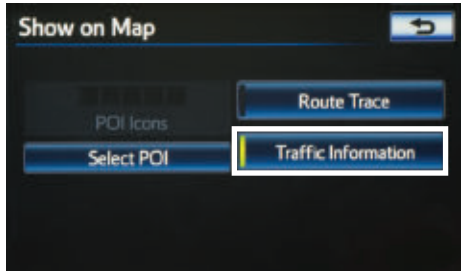 Show on Map
POI Icons
Route Trace
Select POI
Traffic Information